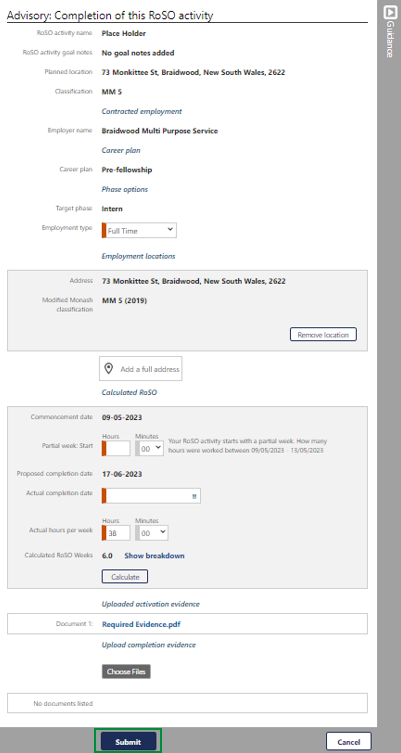 Advisory: Completion of this RoSO activity
Guidance
RoSO activity name Place Holder
RoSO activity goal notes No goal notes added
Planned location 73 Monkittee St, Braidwood, New South Wales, 2622
Classification MM 5
Contracted employment
Employer name Braidwood Multi Purpose Service
Career plan
Career plan Pre-fellowship
Phase options
Target phase Intern
Employment type Full Time
Employment locations
Address 73 Monkittee St, Braidwood, New South Wales, 2622
Modified Monash MM 5 (2019)
classification
Remove location
Add a full address
Calculated RoSO
Commencement date 09-05-2023
Hours Minutes
Partial week: Start 00 Your RoSO activity starts with a partial week. How many
hours were worked between 09/05/2023 - 13/05/2023
Proposed completion date 17-06-2023
Actual completion date
Hours Minutes
Actual hours per week 38 00
Calculated RoSO Weeks 6.0 Show breakdown
Calculate
Uploaded activation evidence
Document 1: Required Evidence.pdf
Upload completion evidence
Choose Files
No documents listed
Submit Cancel